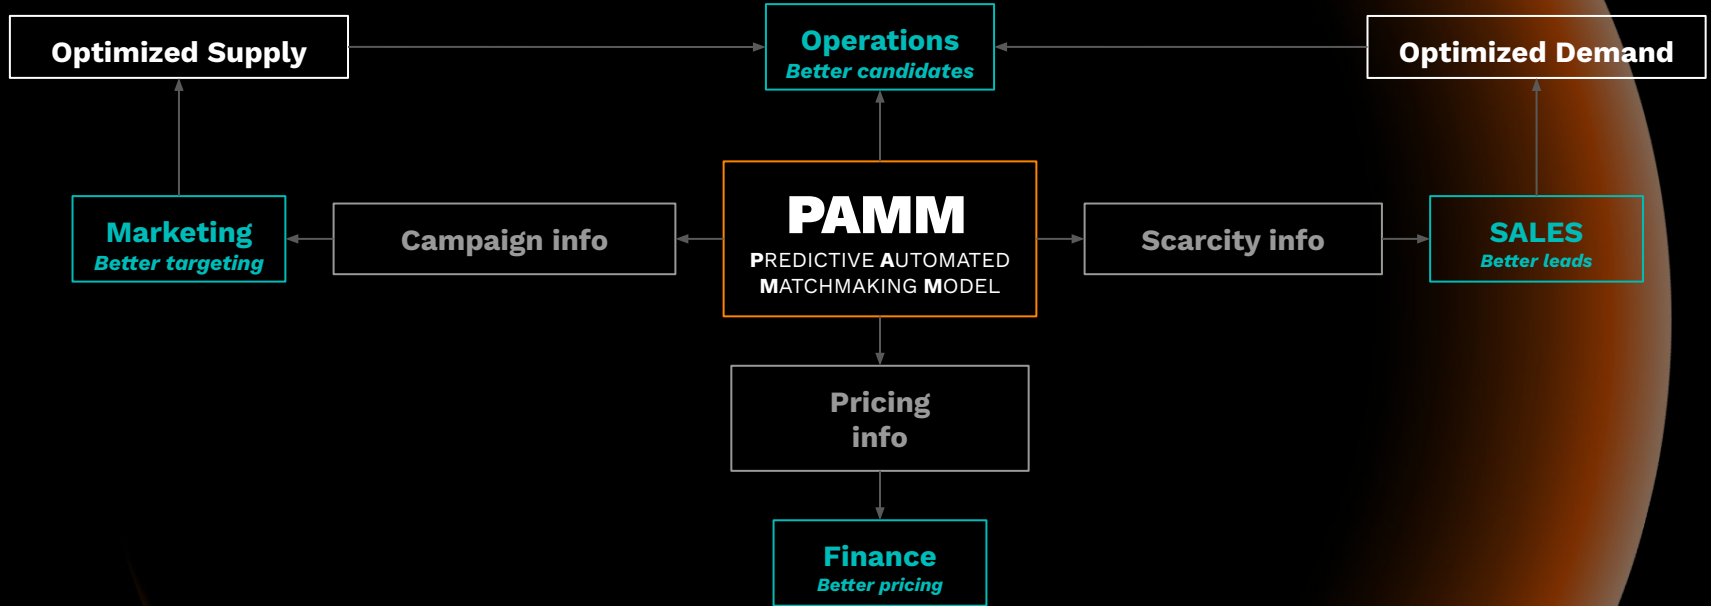 Optimized Supply
Operations
Better candidates
Optimized Demand
Marketing
Better targeting
Campaign info
PAMM
PREDICTIVE AUTOMATED
MATCHMAKING MODEL
Scarcity info
SALES
Better leads
Pricing
info
Finance
Better pricing